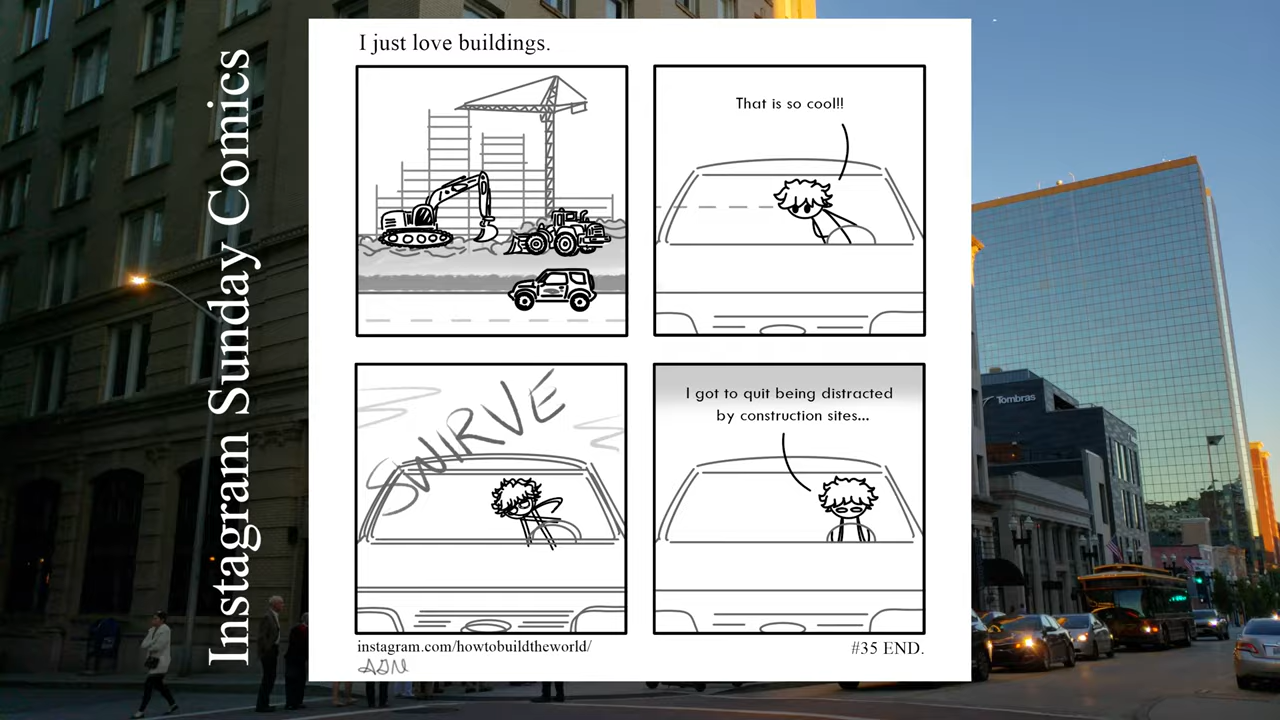 Instagram Sunday Comics
I just love buildings.
That is so cool!!
SWIRVE
I got to quit being distracted
by construction sites...
instagram.com/howtobuildtheworld/
#35 END.
Tombras